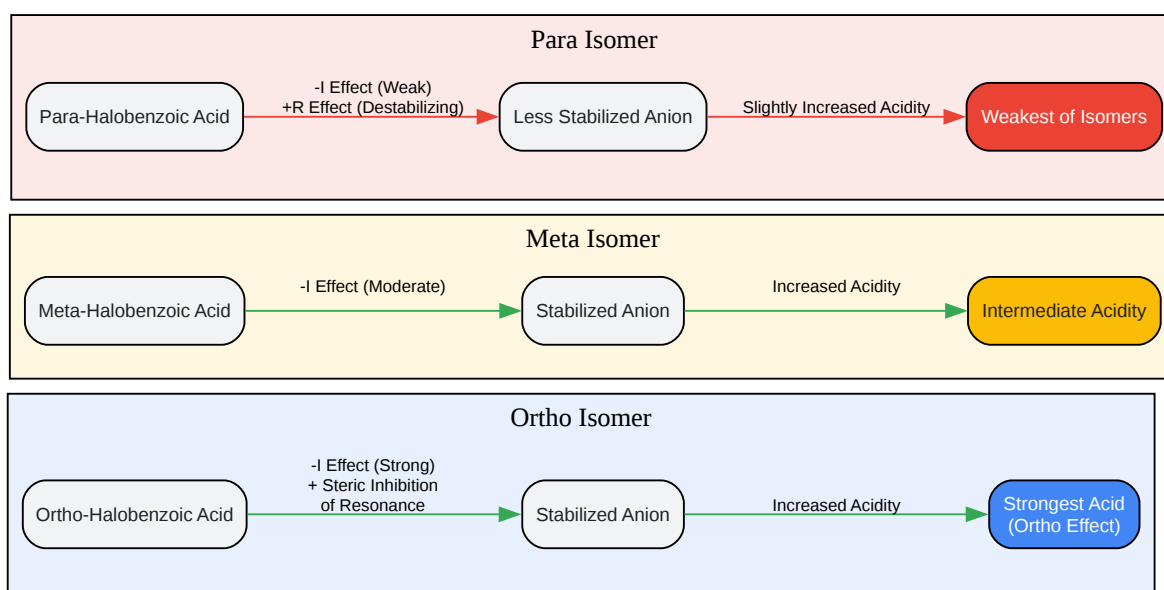 Para Isomer
Para-Halobenzoic Acid
-I Effect (Weak)
+R Effect (Destabilizing)
Less Stabilized Anion
Slightly Increased Acidity
Weakest of Isomers
Meta Isomer
Meta-Halobenzoic Acid
-I Effect (Moderate)
Stabilized Anion
Increased Acidity
Intermediate Acidity
Ortho Isomer
Ortho-Halobenzoic Acid
-I Effect (Strong)
+ Steric Inhibition
of Resonance
Stabilized Anion
Increased Acidity
Strongest Acid
(Ortho Effect)